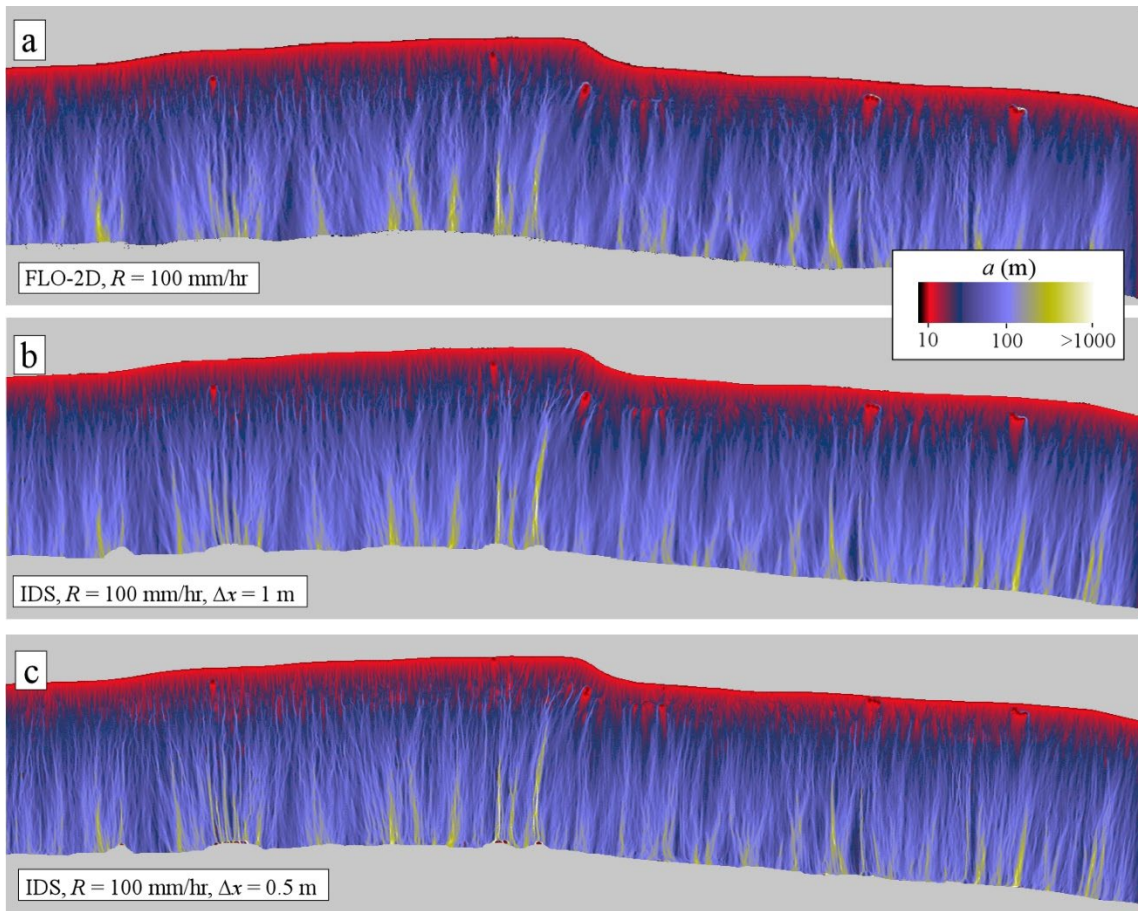 a
FLO-2D, R = 100 mm/hr
a (m)
10 100 >1000
b
IDS, R = 100 mm/hr, Δx = 1 m
c
IDS, R = 100 mm/hr, Δx = 0.5 m